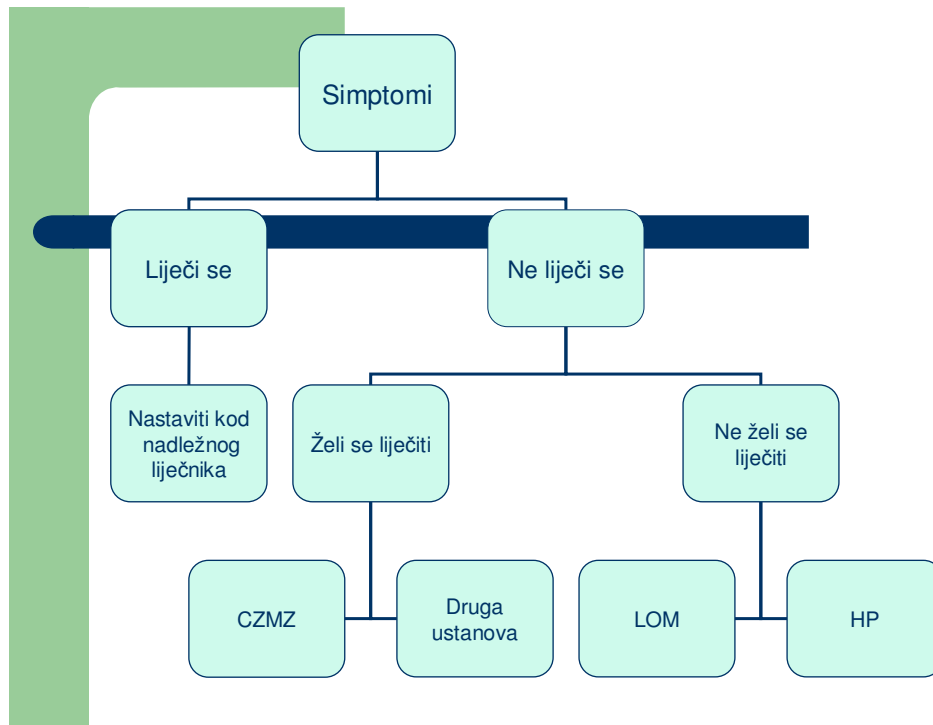 Simptomi
Liječi se
Ne liječi se
Nastaviti kod
nadležnog
liječnika
Želi se liječiti
Ne želi se
liječiti
CZMZ
Druga
ustanova
LOM
HP